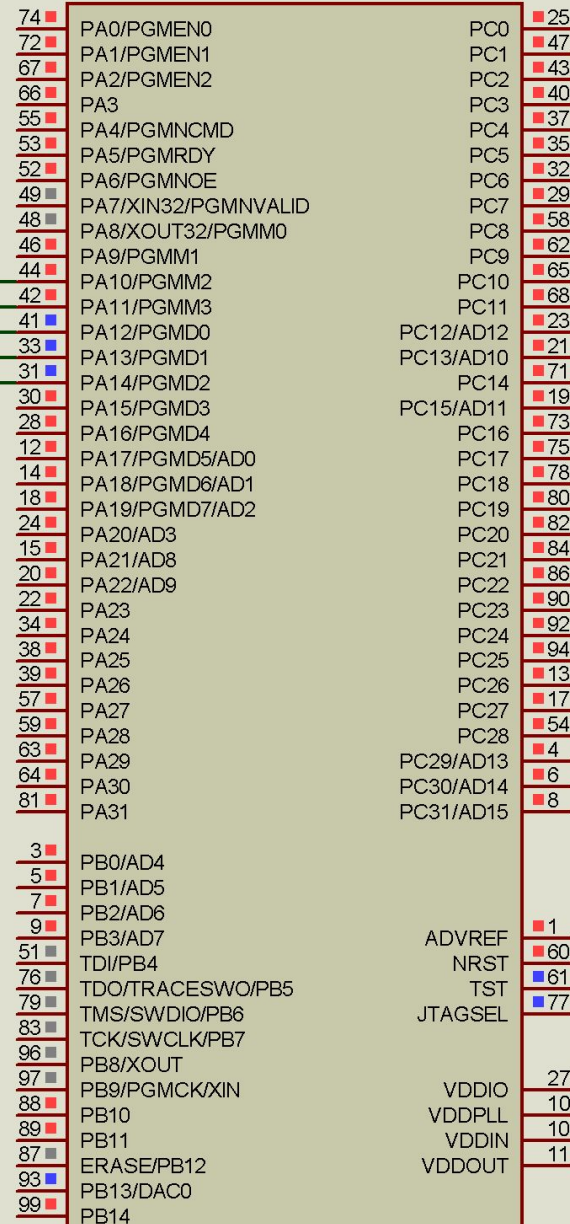 74 PA0/PGMEN0 PC0 25
72 PA1/PGMEN1 PC1 47
67 PA2/PGMEN2 PC2 43
66 PA3 PC3 40
55 PA4/PGMNCMD PC4 37
53 PA5/PGMRDY PC5 35
52 PA6/PGMNOE PC6 32
49 PA7/XIN32/PGMNVALID PC7 29
48 PA8/XOUT32/PGMM0 PC8 58
46 PA9/PGMM1 PC9 62
44 PA10/PGMM2 PC10 65
42 PA11/PGMM3 PC11 68
41 PA12/PGMD0 PC12/AD12 23
33 PA13/PGMD1 PC13/AD10 21
31 PA14/PGMD2 PC14 71
30 PA15/PGMD3 PC15/AD11 19
28 PA16/PGMD4 PC16 73
12 PA17/PGMD5/AD0 PC17 75
14 PA18/PGMD6/AD1 PC18 78
18 PA19/PGMD7/AD2 PC19 80
24 PA20/AD3 PC20 82
15 PA21/AD8 PC21 84
20 PA22/AD9 PC22 86
22 PA23 PC23 90
34 PA24 PC24 92
38 PA25 PC25 94
39 PA26 PC26 13
57 PA27 PC27 17
59 PA28 PC28 54
63 PA29 PC29/AD13 4
64 PA30 PC30/AD14 6
81 PA31 PC31/AD15 8
3 PB0/AD4
5 PB1/AD5
7 PB2/AD6
9 PB3/AD7 ADVREF 1
51 TDI/PB4 NRST 60
76 TDO/TRACESWO/PB5 TST 61
79 TMS/SWDIO/PB6 JTAGSEL 77
83 TCK/SWCLK/PB7
96 PB8/XOUT
97 PB9/PGMCK/XIN VDDIO 27
88 PB10 VDDPLL 10
89 PB11 VDDIN 10
87 ERASE/PB12 VDDOUT 11
93 PB13/DAC0
99 PB14